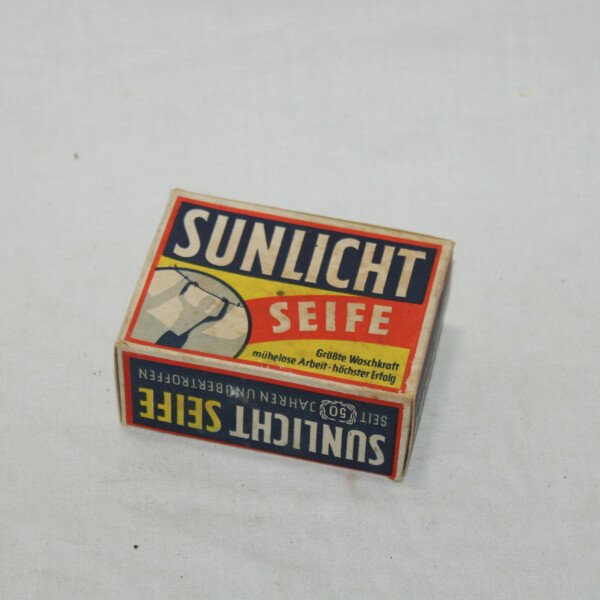 SUNLICHT
SEIFE
Größte Waschkraft
mühelose Arbeit · höchster Erfolg
SUNLICHT SEIFE
SEIT 50 JAHREN UNÜBERTROFFEN